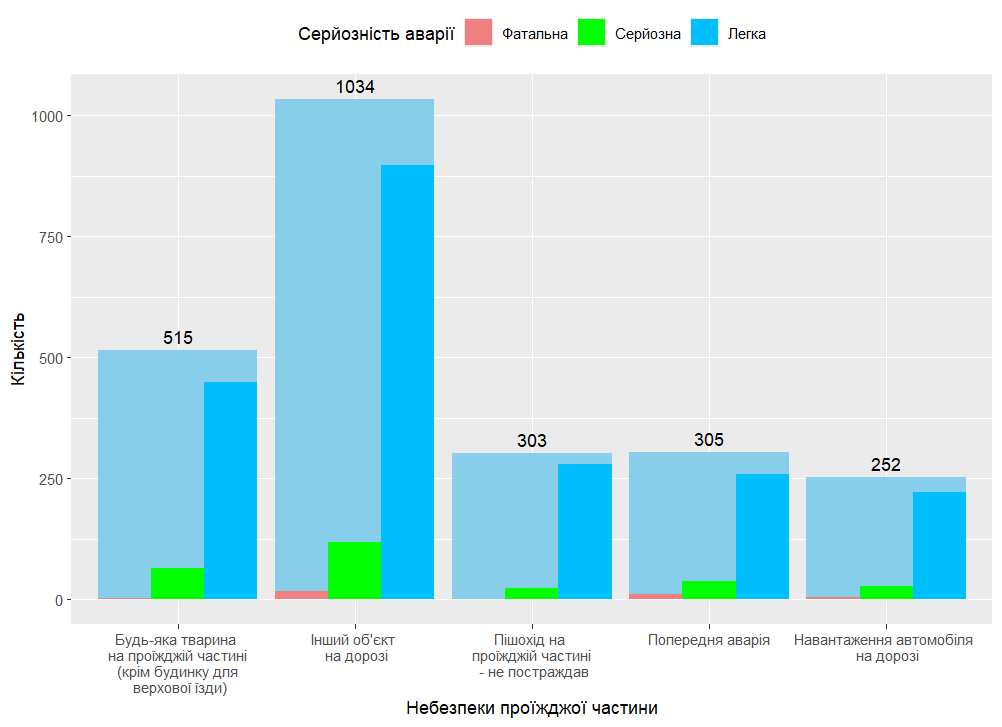 Серйозність аварії Фатальна Серйозна Легка
Кількість
1000
750
500
250
0
515
1034
303
305
252
Будь-яка тварина
на проїжджій частині
(крім будинку для
верхової їзди)
Інший об'єкт
на дорозі
Пішохід на
проїжджій частині
- не постраждав
Попередня аварія
Навантаження автомобіля
на дорозі
Небезпеки проїжджої частини